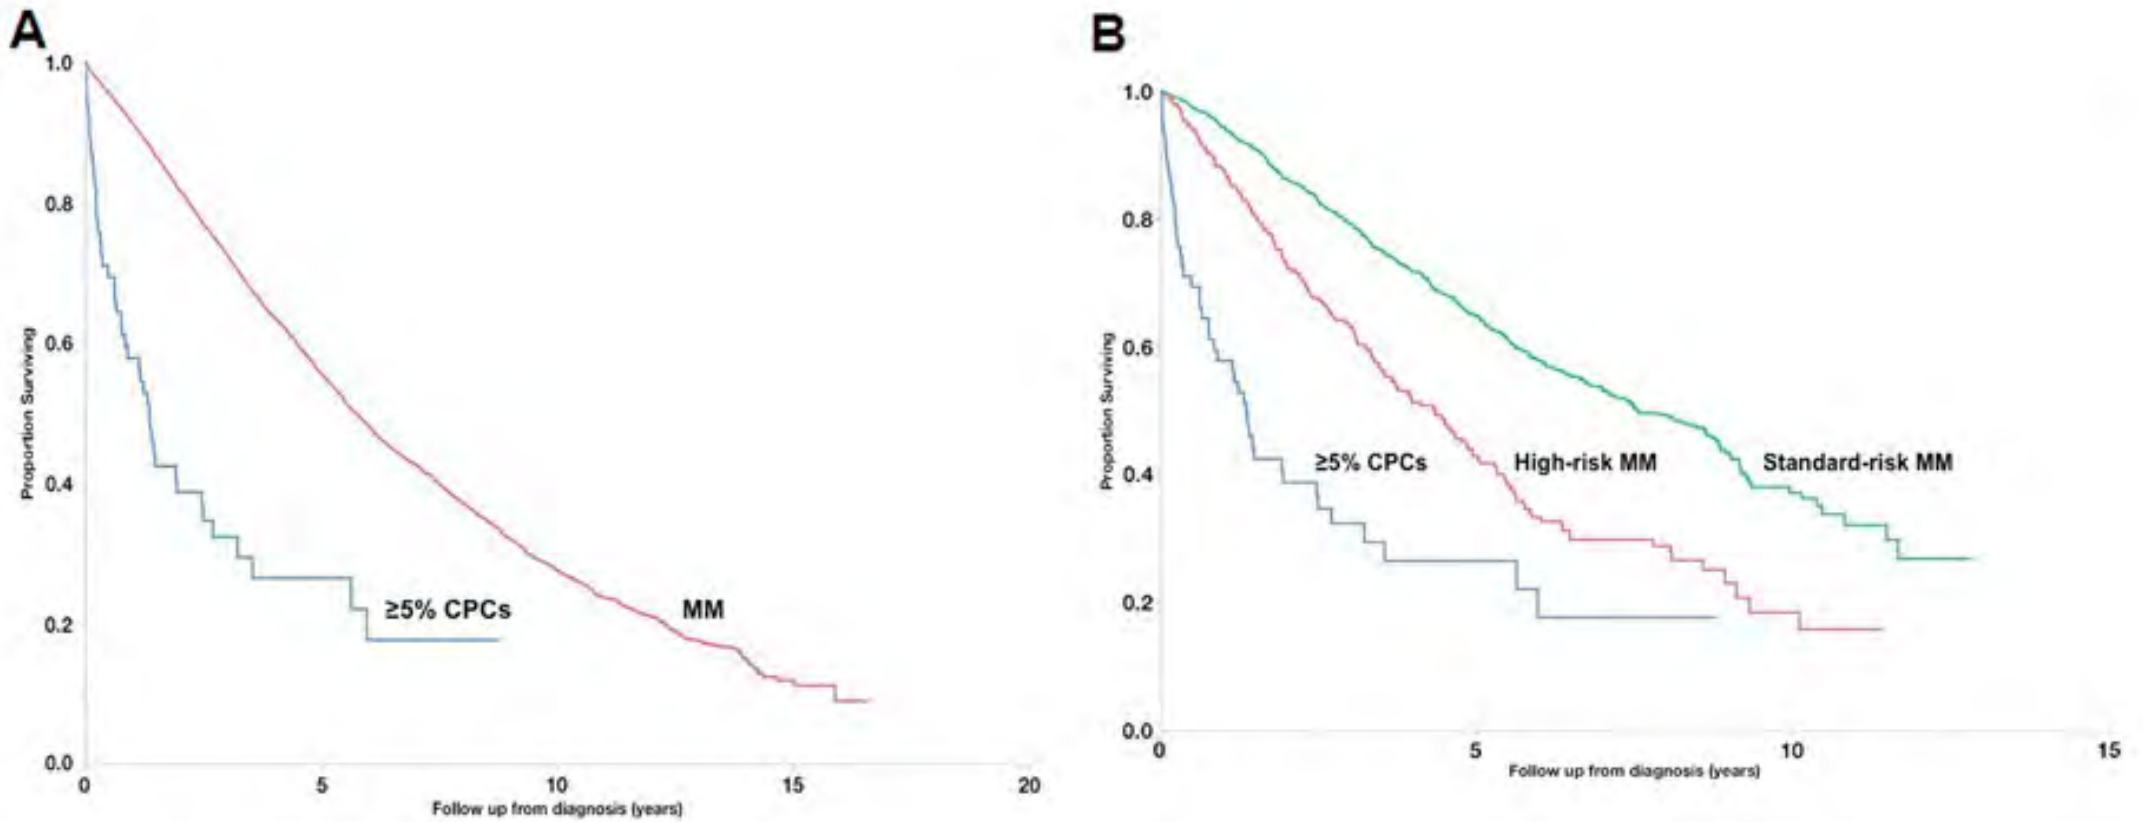 A
1.0
0.8
0.6
0.4
0.2
0.0
Proportion Surviving
≥5% CPCs
MM
0 5 10 15 20
Follow up from diagnosis (years)
B
1.0
0.8
0.6
0.4
0.2
0.0
Proportion Surviving
≥5% CPCs
High-risk MM
Standard-risk MM
0 5 10 15
Follow up from diagnosis (years)